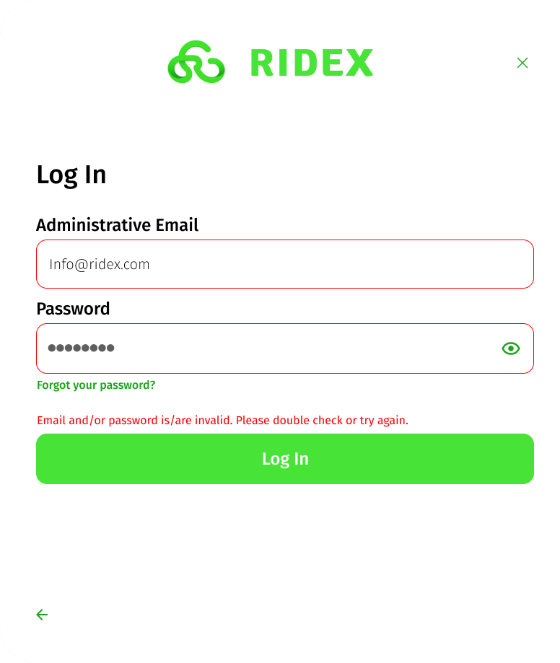 RIDEX
Log In
Administrative Email
Info@ridex.com
Password
Forgot your password?
Email and/or password is/are invalid. Please double check or try again.
Log In